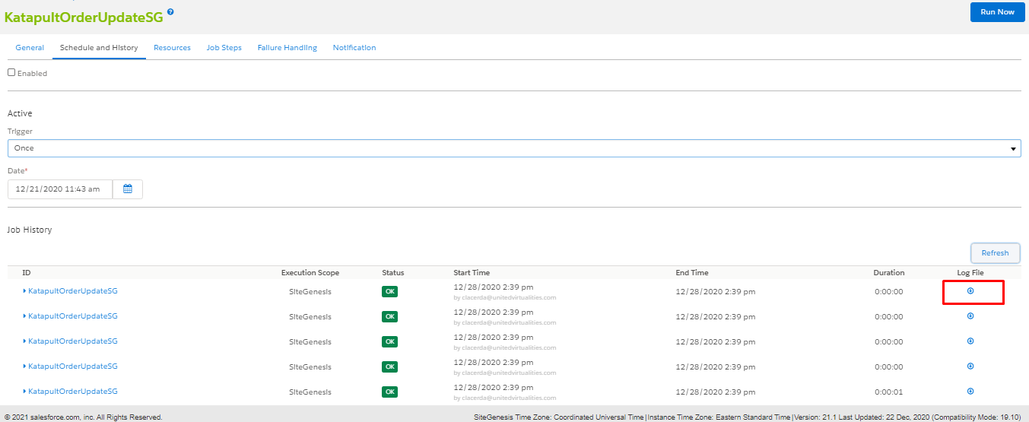 KatapultOrderUpdateSG ?
Run Now
General Schedule and History Resources Job Steps Failure Handling Notification
Enabled
Active
Trigger
Once
Date*
12/21/2020 11:43 am
Job History
Refresh
ID Execution Scope Status Start Time End Time Duration Log File
KatapultOrderUpdateSG SiteGenesis OK 12/28/2020 2:39 pm 12/28/2020 2:39 pm 0:00:00
by clacerda@unitedvirtualities.com
KatapultOrderUpdateSG SiteGenesis OK 12/28/2020 2:39 pm 12/28/2020 2:39 pm 0:00:00
by clacerda@unitedvirtualities.com
KatapultOrderUpdateSG SiteGenesis OK 12/28/2020 2:39 pm 12/28/2020 2:39 pm 0:00:00
by clacerda@unitedvirtualities.com
KatapultOrderUpdateSG SiteGenesis OK 12/28/2020 2:39 pm 12/28/2020 2:39 pm 0:00:00
by clacerda@unitedvirtualities.com
KatapultOrderUpdateSG SiteGenesis OK 12/28/2020 2:39 pm 12/28/2020 2:39 pm 0:00:01
by clacerda@unitedvirtualities.com
© 2021 salesforce.com, inc. All Rights Reserved. SiteGenesis Time Zone: Coordinated Universal Time | Instance Time Zone: Eastern Standard Time | Version: 21.1 Last Updated: 22 Dec, 2020 (Compatibility Mode: 19.10)